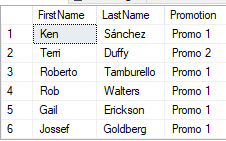 FirstName LastName Promotion
1 Ken Sánchez Promo 1
2 Terri Duffy Promo 2
3 Roberto Tamburello Promo 1
4 Rob Walters Promo 1
5 Gail Erickson Promo 1
6 Jossef Goldberg Promo 1